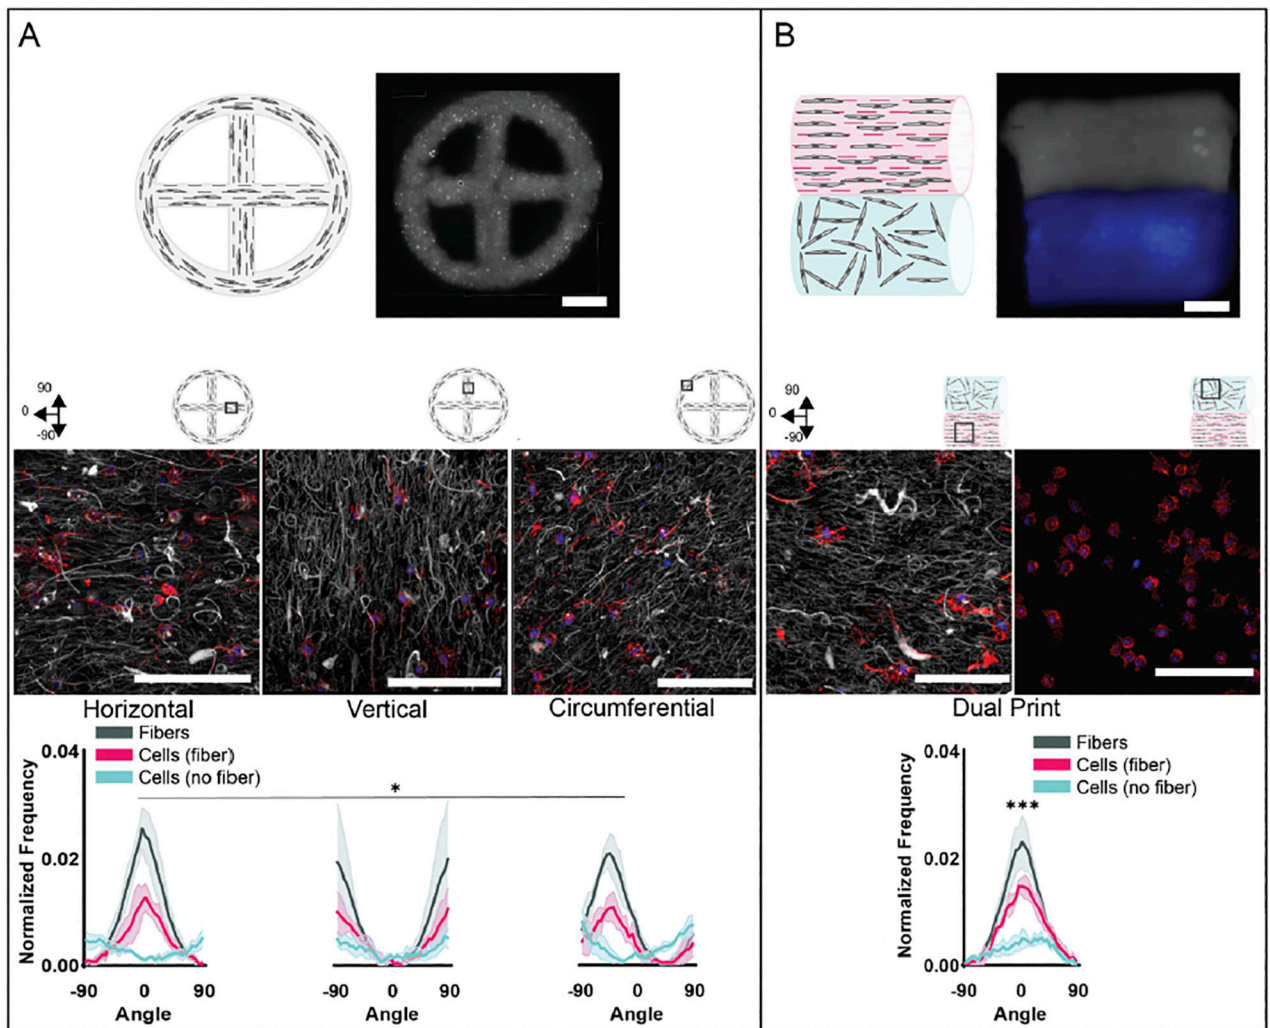 A
B
90
0
-90
90
0
-90
Horizontal
Vertical
Circumferential
Dual Print
Fibers
Cells (fiber)
Cells (no fiber)
*
Normalized Frequency
0.04
0.02
0.00
-90 0 90
Angle
-90 0 90
Angle
-90 0 90
Angle
Fibers
Cells (fiber)
Cells (no fiber)
***
Normalized Frequency
0.04
0.02
0.00
-90 0 90
Angle